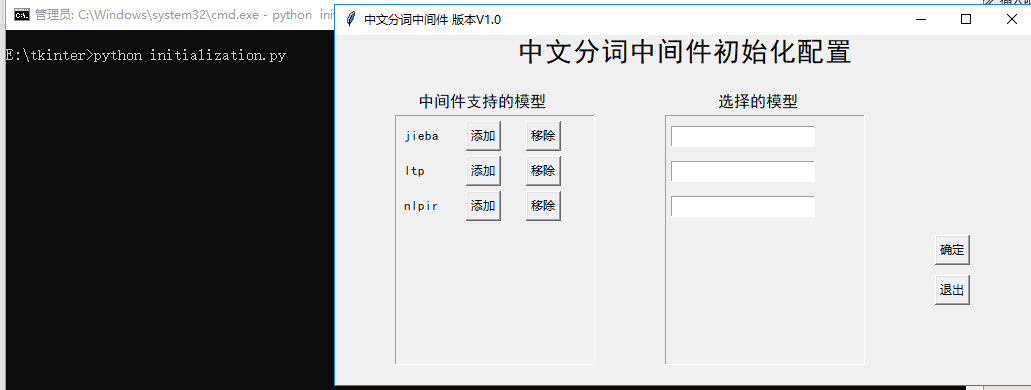 管理员: C:\Windows\system32\cmd.exe - python ini
中文分词中间件 版本V1.0
E:\tkinter>python initialization.py
中文分词中间件初始化配置
中间件支持的模型
选择的模型
jieba 添加 移除
ltp 添加 移除
nlpir 添加 移除
确定
退出